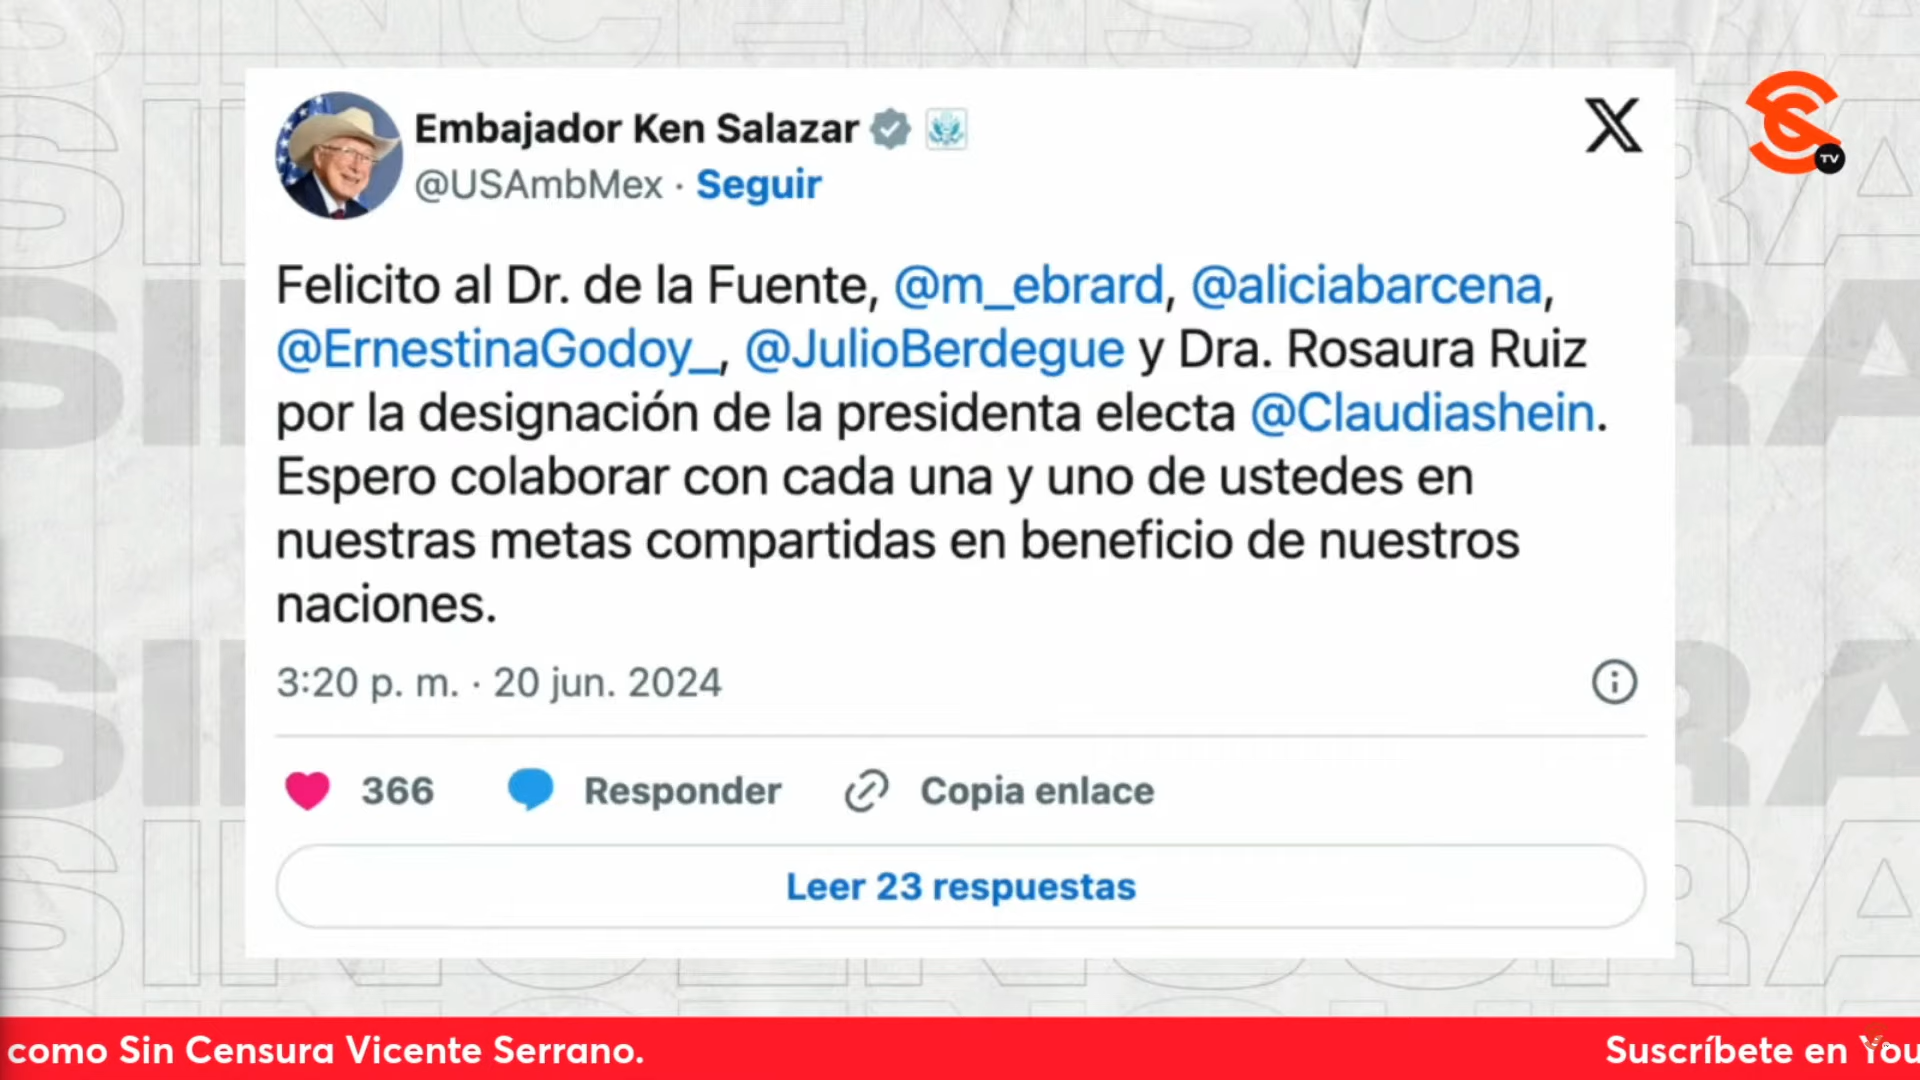 Embajador Ken Salazar
@USAmbMex · Seguir
TV
Felicito al Dr. de la Fuente, @m_ebrard, @aliciabarcena,
@ErnestinaGodoy_, @JulioBerdegue y Dra. Rosaura Ruiz
por la designación de la presidenta electa @Claudiashein.
Espero colaborar con cada una y uno de ustedes en
nuestras metas compartidas en beneficio de nuestros
naciones.
3:20 p. m. · 20 jun. 2024
366 Responder Copia enlace
Leer 23 respuestas
como Sin Censura Vicente Serrano. Suscríbete en You